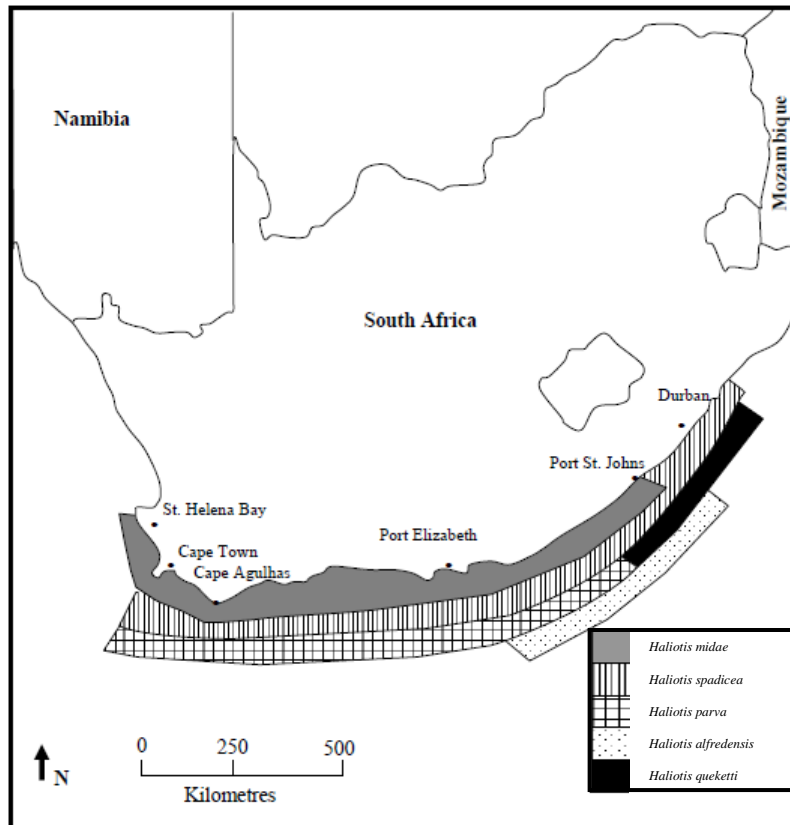 Namibia
Mozambique
South Africa
Durban
Port St. Johns
St. Helena Bay
Port Elizabeth
Cape Town
Cape Agulhas
Haliotis midae
Haliotis spadicea
Haliotis parva
Haliotis alfredensis
Haliotis queketti
0 250 500
N
Kilometres